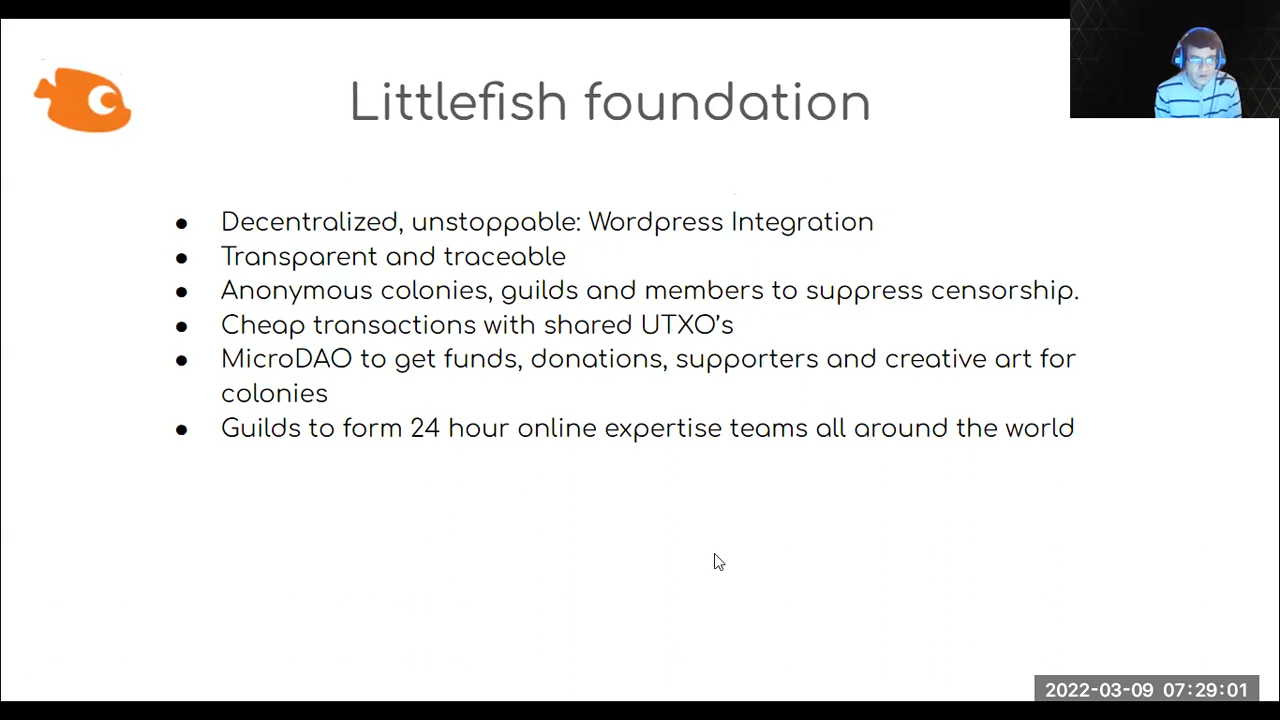 Littlefish foundation
● Decentralized, unstoppable: Wordpress Integration
● Transparent and traceable
● Anonymous colonies, guilds and members to suppress censorship.
● Cheap transactions with shared UTXO’s
● MicroDAO to get funds, donations, supporters and creative art for
colonies
● Guilds to form 24 hour online expertise teams all around the world
2022-03-09 07:29:01